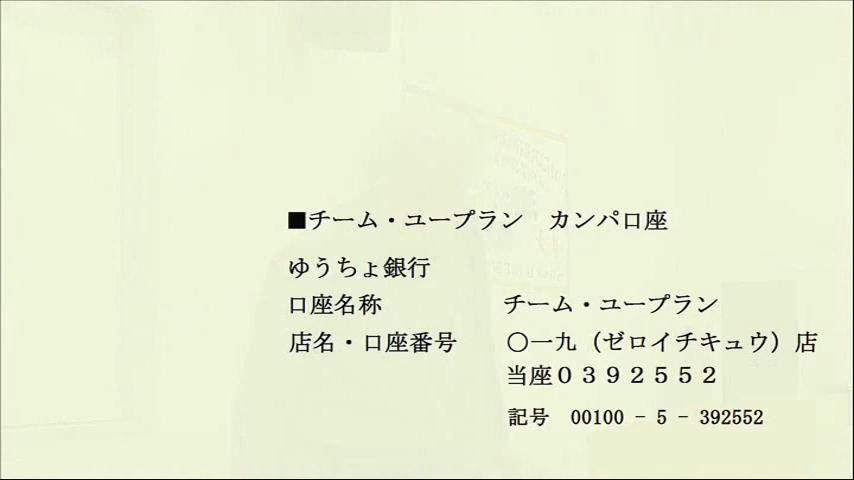 ■チーム・ユープラン　カンパ口座
ゆうちょ銀行
口座名称　チーム・ユープラン
店名・口座番号　〇一九（ゼロイチキュウ）店
当座０３９２５５２
記号　00100 － 5 － 392552